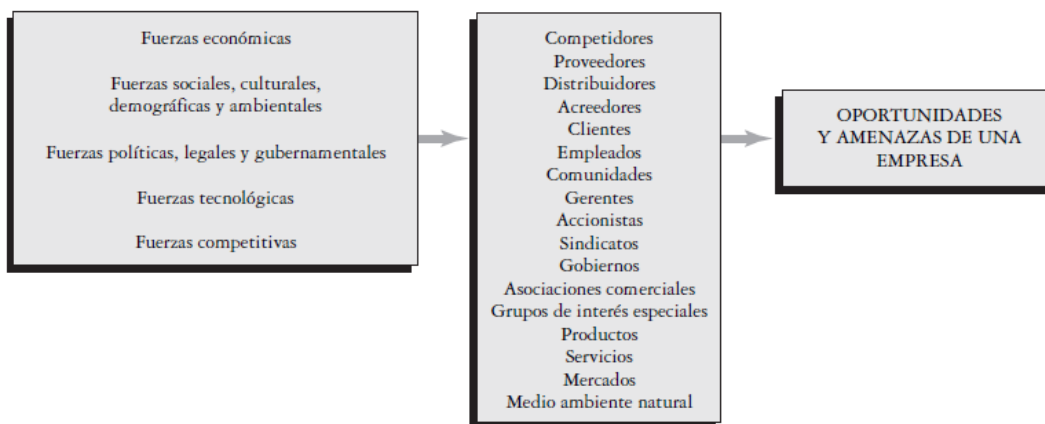 Fuerzas económicas
Fuerzas sociales, culturales,
demográficas y ambientales
Fuerzas políticas, legales y gubernamentales
Fuerzas tecnológicas
Fuerzas competitivas
Competidores
Proveedores
Distribuidores
Acreedores
Clientes
Empleados
Comunidades
Gerentes
Accionistas
Sindicatos
Gobiernos
Asociaciones comerciales
Grupos de interés especiales
Productos
Servicios
Mercados
Medio ambiente natural
OPORTUNIDADES
Y AMENAZAS DE UNA
EMPRESA